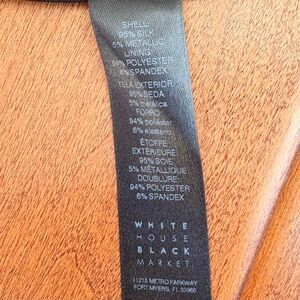 SHELL:
95% SILK
5% METALLIC
LINING:
94% POLYESTER
6% SPANDEX
TELA EXTERIOR:
95% SEDA
5% metálica
FORRO
94% poliéster
6% elastano
ÉTOFFE
EXTÉRIEURE:
95% SOIE
5% MÉTALLIQUE
DOUBLURE:
94% POLYESTER
6% SPANDEX
WHITE
HOUSE
BLACK
MARKET
11215 METRO PARKWAY
FORT MYERS, FL 33966